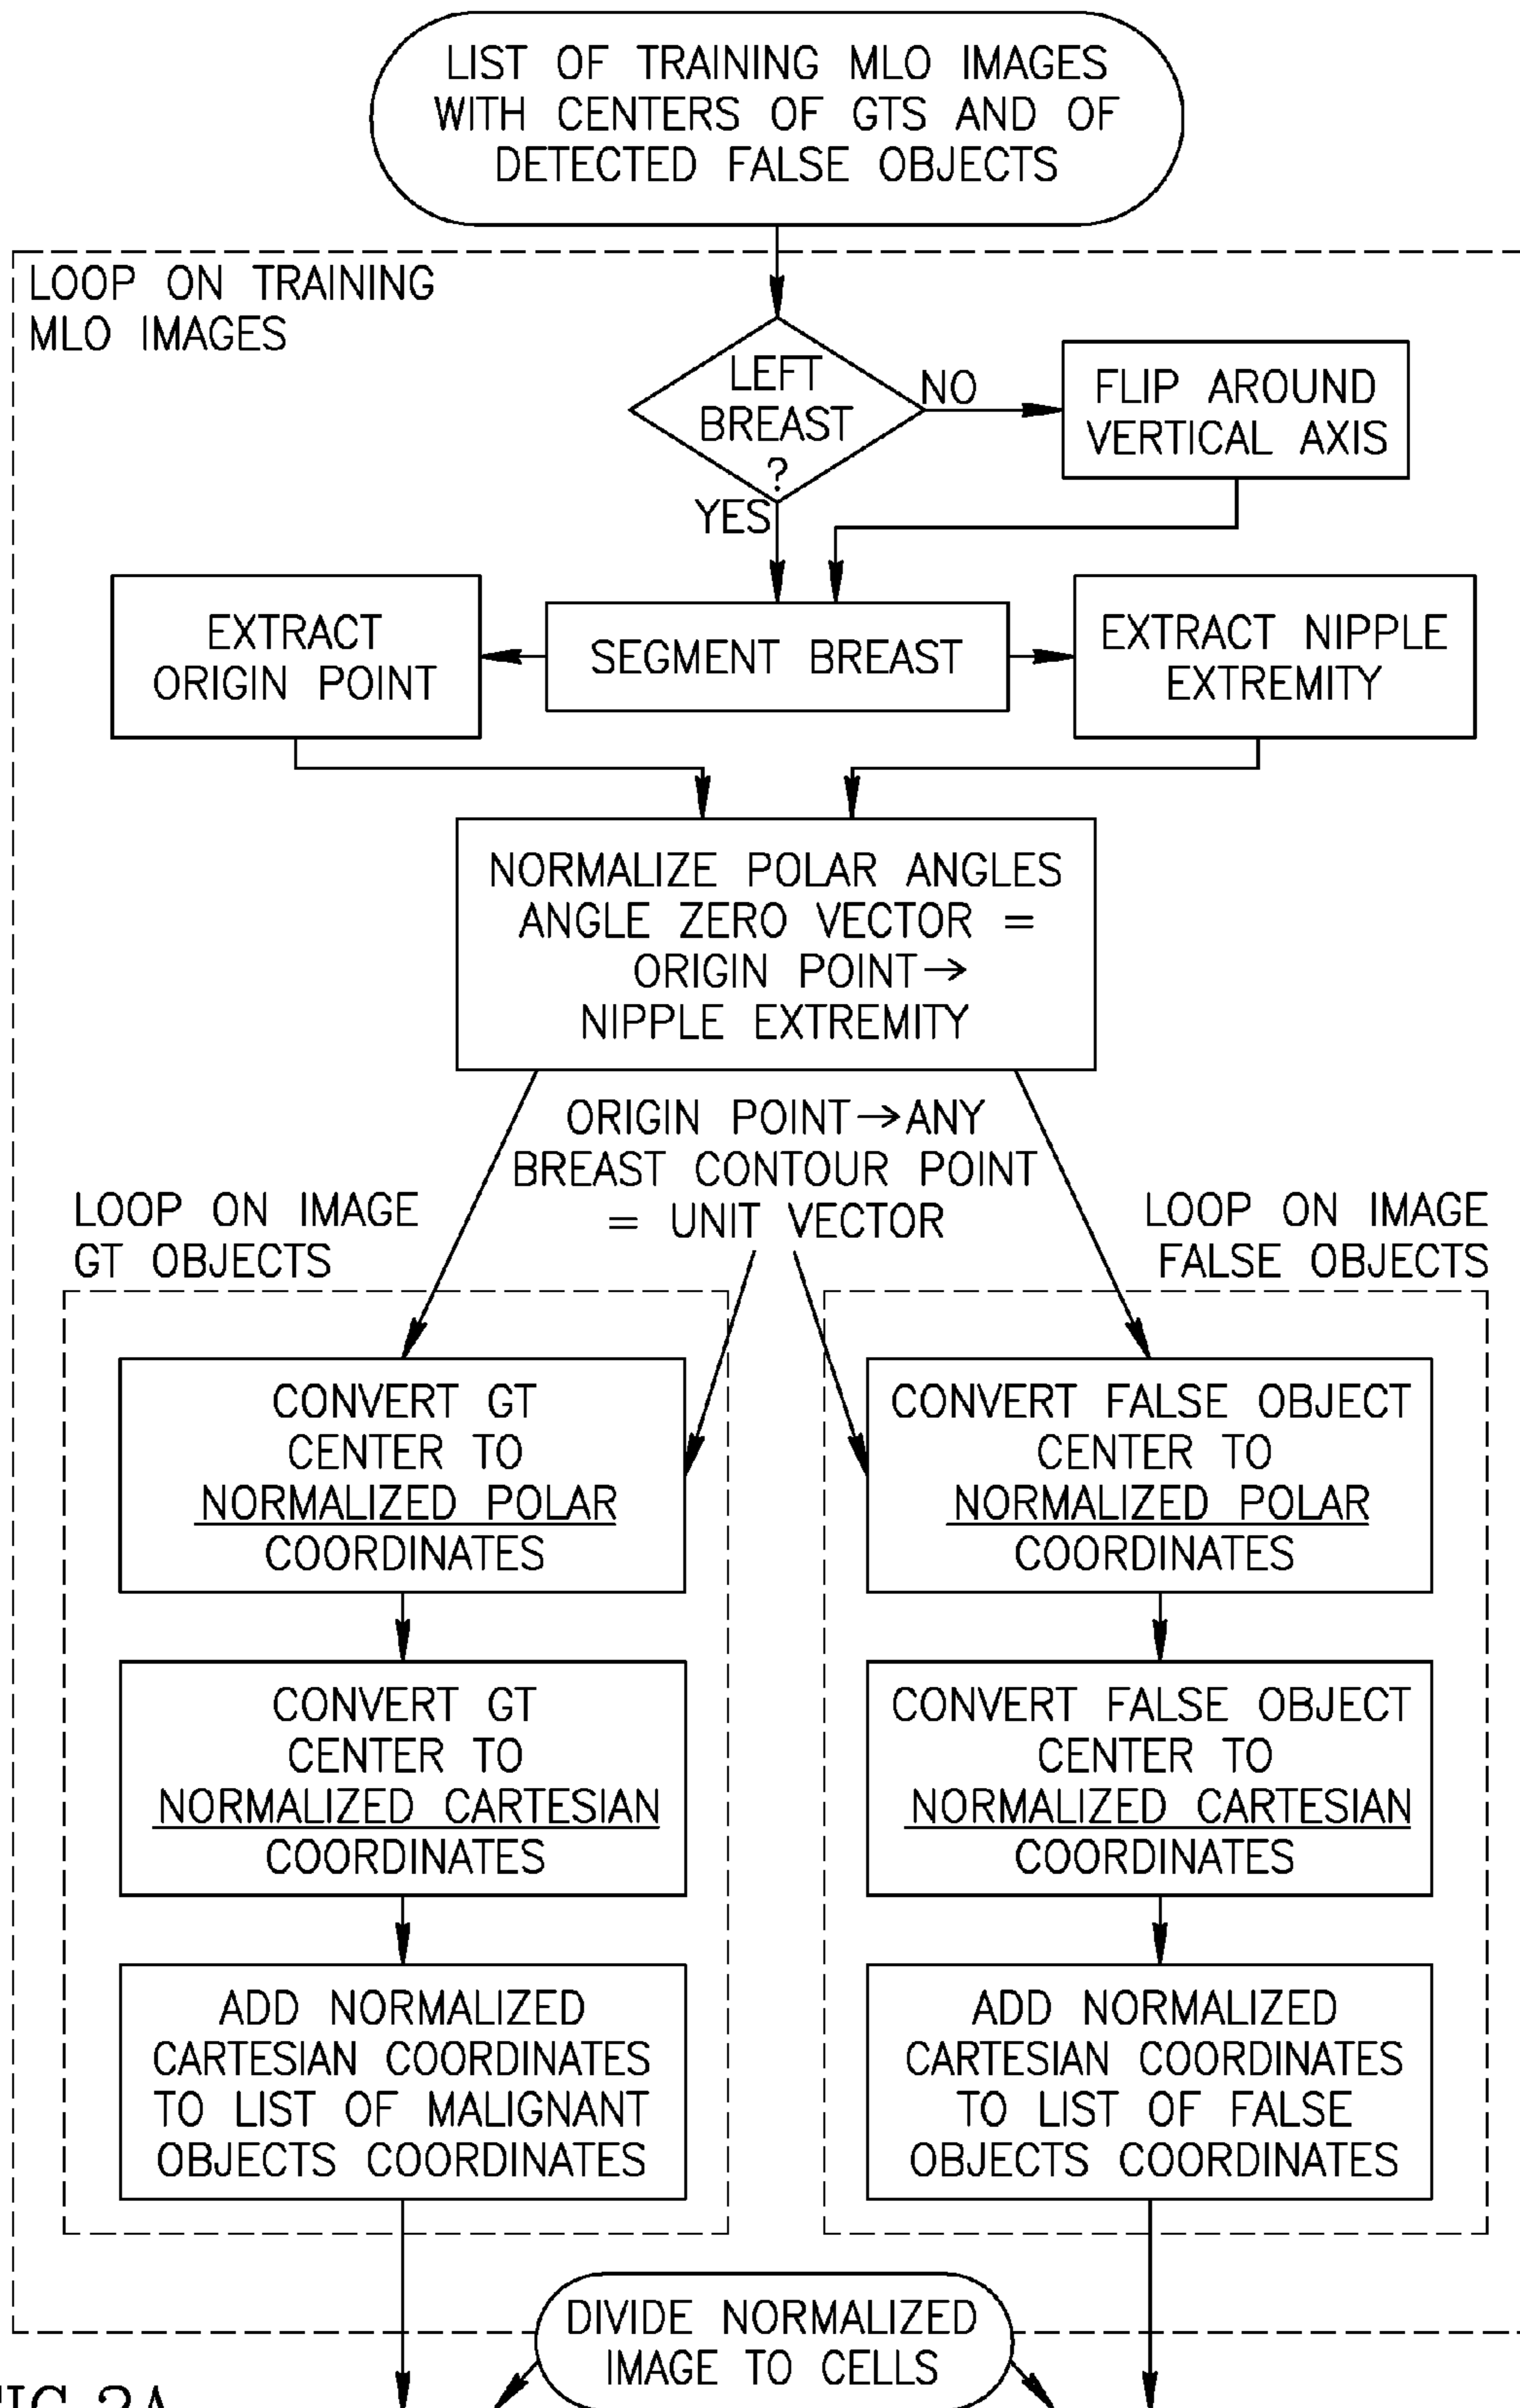 LIST OF TRAINING MLO IMAGES
WITH CENTERS OF GTS AND OF
DETECTED FALSE OBJECTS
LOOP ON TRAINING
MLO IMAGES
LEFT
BREAST
?
NO
FLIP AROUND
VERTICAL AXIS
YES
EXTRACT
ORIGIN POINT
SEGMENT BREAST
EXTRACT NIPPLE
EXTREMITY
NORMALIZE POLAR ANGLES
ANGLE ZERO VECTOR =
ORIGIN POINT→
NIPPLE EXTREMITY
ORIGIN POINT→ANY
BREAST CONTOUR POINT
= UNIT VECTOR
LOOP ON IMAGE
GT OBJECTS
LOOP ON IMAGE
FALSE OBJECTS
CONVERT GT
CENTER TO
NORMALIZED POLAR
COORDINATES
CONVERT FALSE OBJECT
CENTER TO
NORMALIZED POLAR
COORDINATES
CONVERT GT
CENTER TO
NORMALIZED CARTESIAN
COORDINATES
CONVERT FALSE OBJECT
CENTER TO
NORMALIZED CARTESIAN
COORDINATES
ADD NORMALIZED
CARTESIAN COORDINATES
TO LIST OF MALIGNANT
OBJECTS COORDINATES
ADD NORMALIZED
CARTESIAN COORDINATES
TO LIST OF FALSE
OBJECTS COORDINATES
DIVIDE NORMALIZED
IMAGE TO CELLS